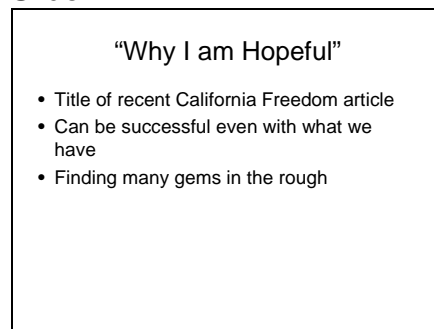 “Why I am Hopeful”
• Title of recent California Freedom article
• Can be successful even with what we
have
• Finding many gems in the rough